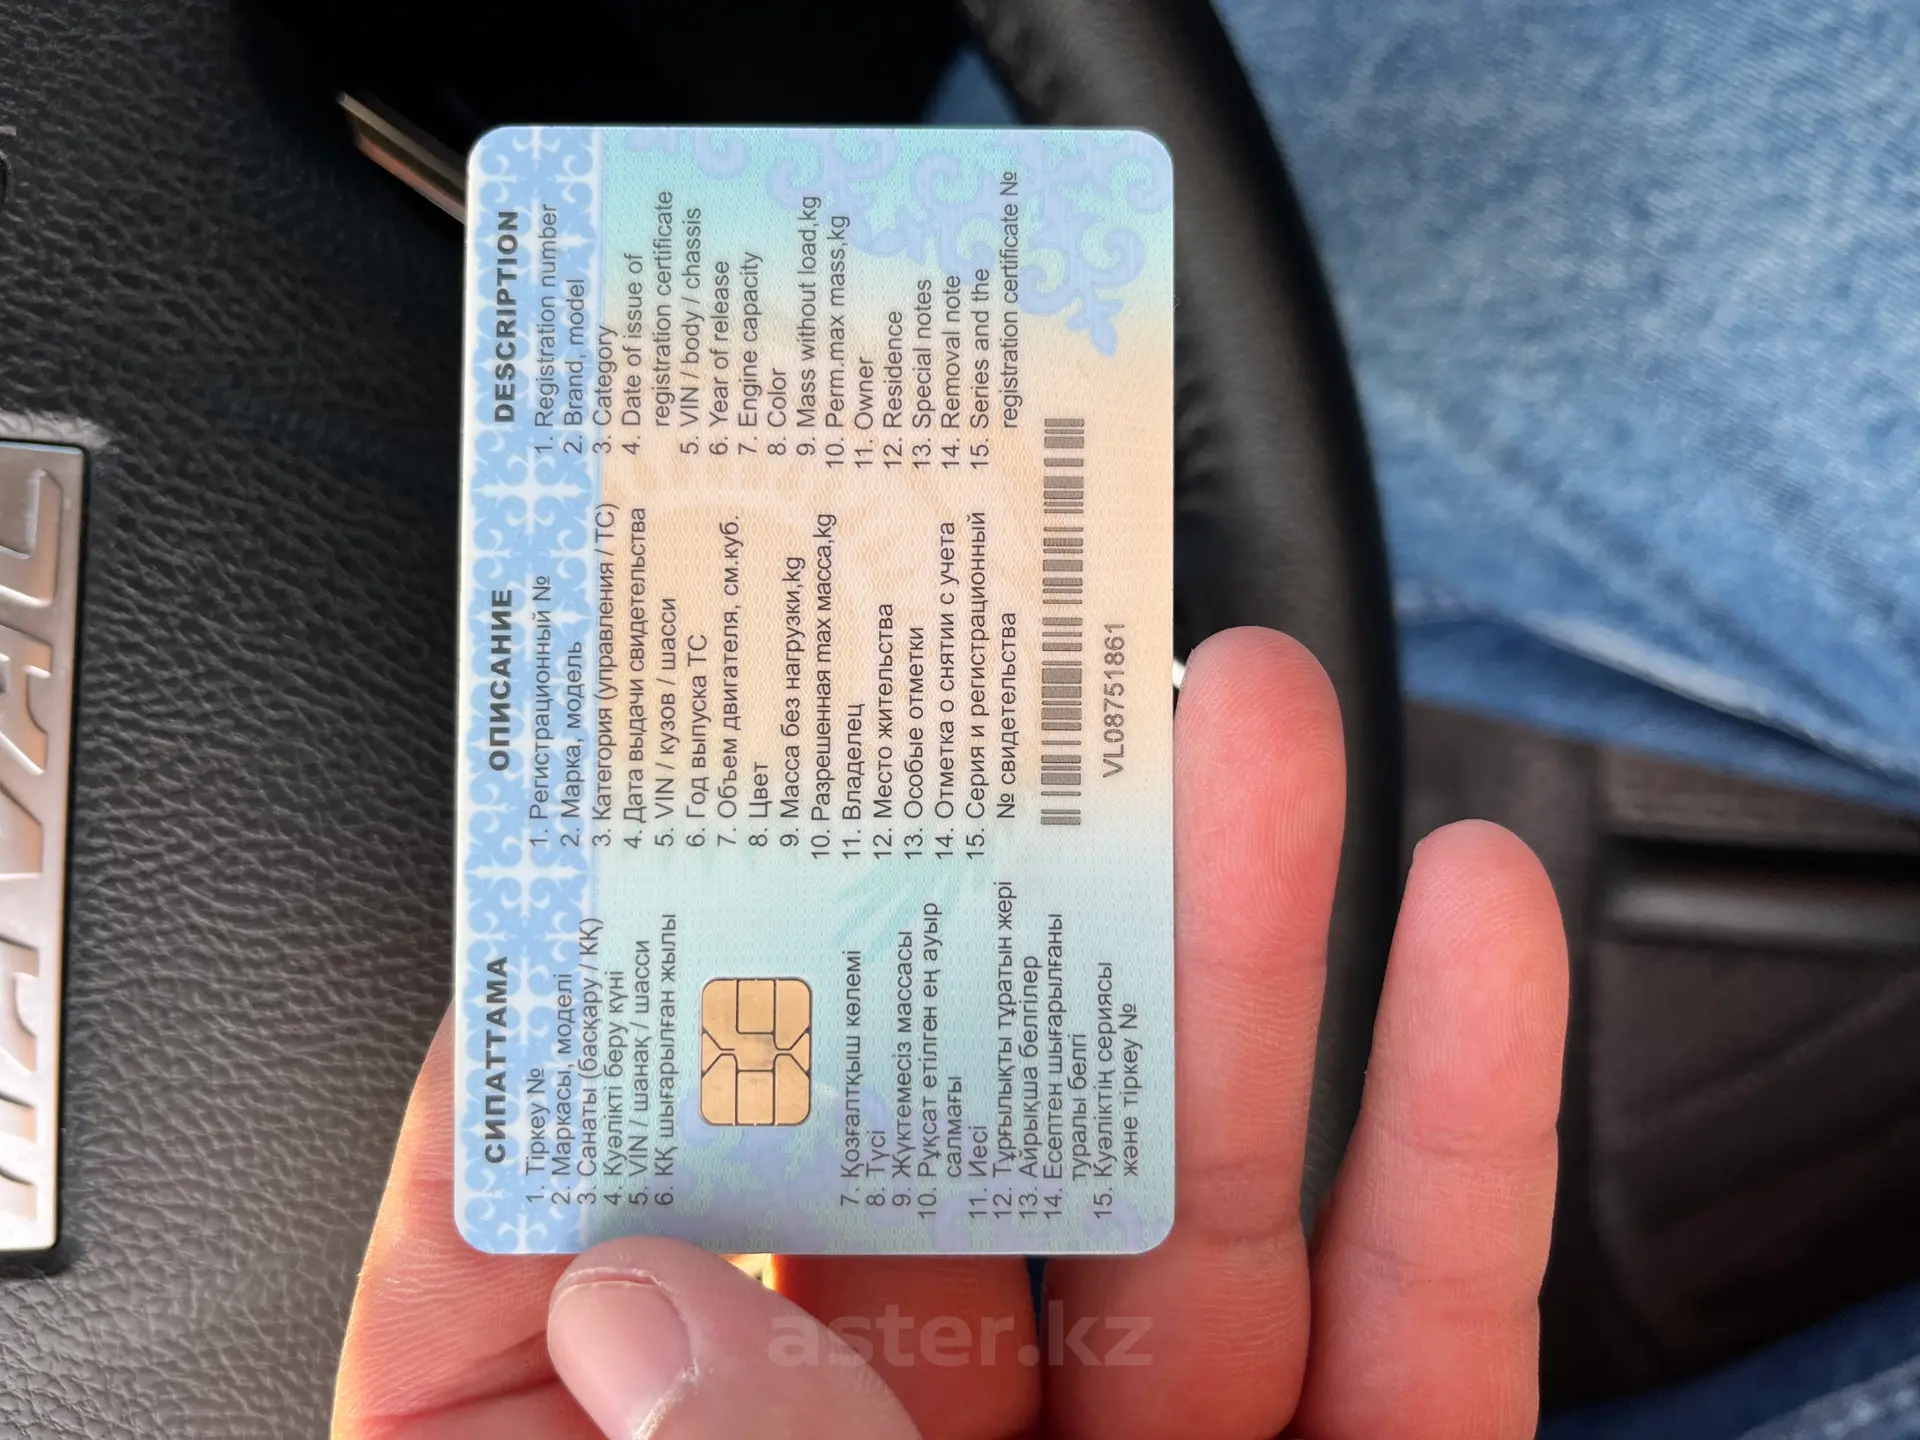 СИПАТТАМА
1. Тіркеу №
2. Маркасы, моделі
3. Санаты (басқару / КҚ)
4. Куәлікті беру күні
5. VIN / шанақ / шасси
6. КҚ шығарылған жылы
7. Қозғалтқыш көлемі
8. Түсі
9. Жүктемесіз массасы
10. Рұқсат етілген ең ауыр
салмағы
11. Иесі
12. Тұрғылықты тұратын жері
13. Айрықша белгілер
14. Есептен шығарылғаны
туралы белгі
15. Куәліктің сериясы
және тіркеу №
ОПИСАНИЕ
1. Регистрационный №
2. Марка, модель
3. Категория (управления / ТС)
4. Дата выдачи свидетельства
5. VIN / кузов / шасси
6. Год выпуска ТС
7. Объем двигателя, см.куб.
8. Цвет
9. Масса без нагрузки,kg
10. Разрешенная max масса,kg
11. Владелец
12. Место жительства
13. Особые отметки
14. Отметка о снятии с учета
15. Серия и регистрационный
№ свидетельства
DESCRIPTION
1. Registration number
2. Brand, model
3. Category
4. Date of issue of
registration certificate
5. VIN / body / chassis
6. Year of release
7. Engine capacity
8. Color
9. Mass without load,kg
10. Perm.max mass,kg
11. Owner
12. Residence
13. Special notes
14. Removal note
15. Series and the
registration certificate №
VL08751861
aster.kz